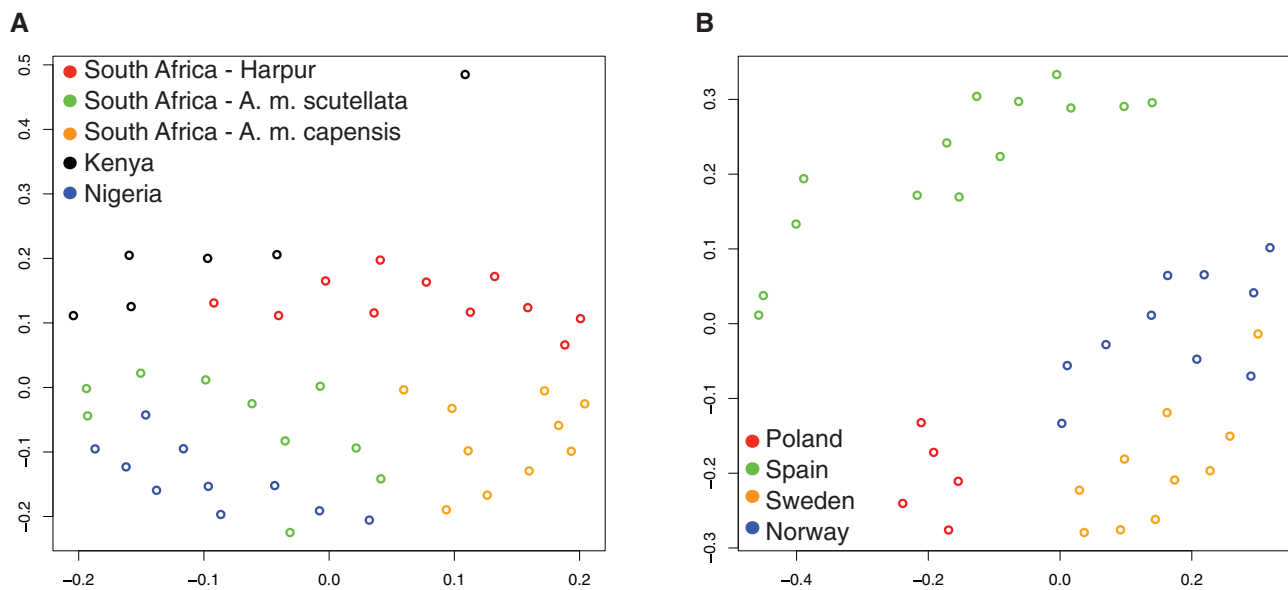 A
B
0.5
0.4
0.3
0.2
0.1
0.0
−0.1
−0.2
South Africa - Harpur
South Africa - A. m. scutellata
South Africa - A. m. capensis
Kenya
Nigeria
−0.2
−0.1
0.0
0.1
0.2
0.3
0.2
0.1
0.0
−0.1
−0.2
−0.3
Poland
Spain
Sweden
Norway
−0.4
−0.2
0.0
0.2